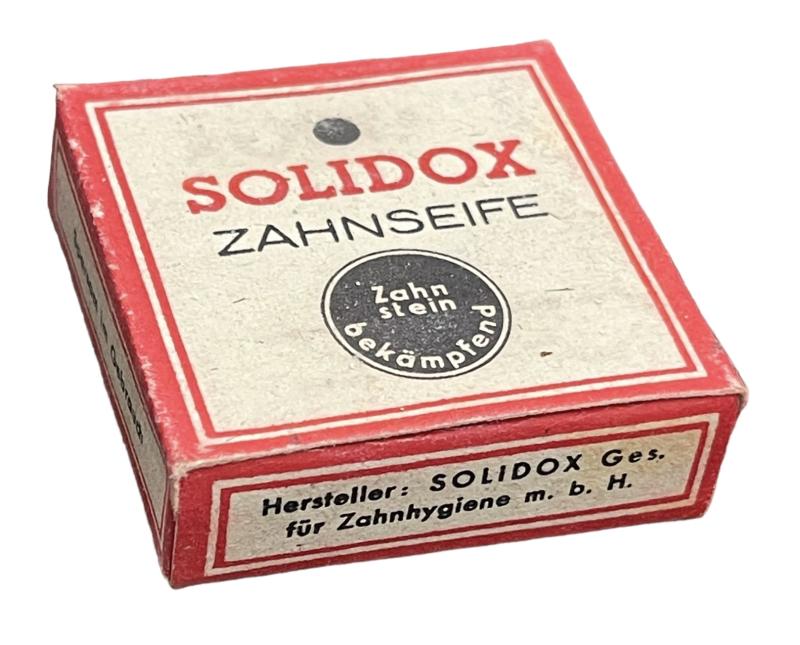 SOLIDOX
ZAHNSEIFE
Zahn
stein
bekämpfend
Hersteller: SOLIDOX Ges.
für Zahnhygiene m. b. H.